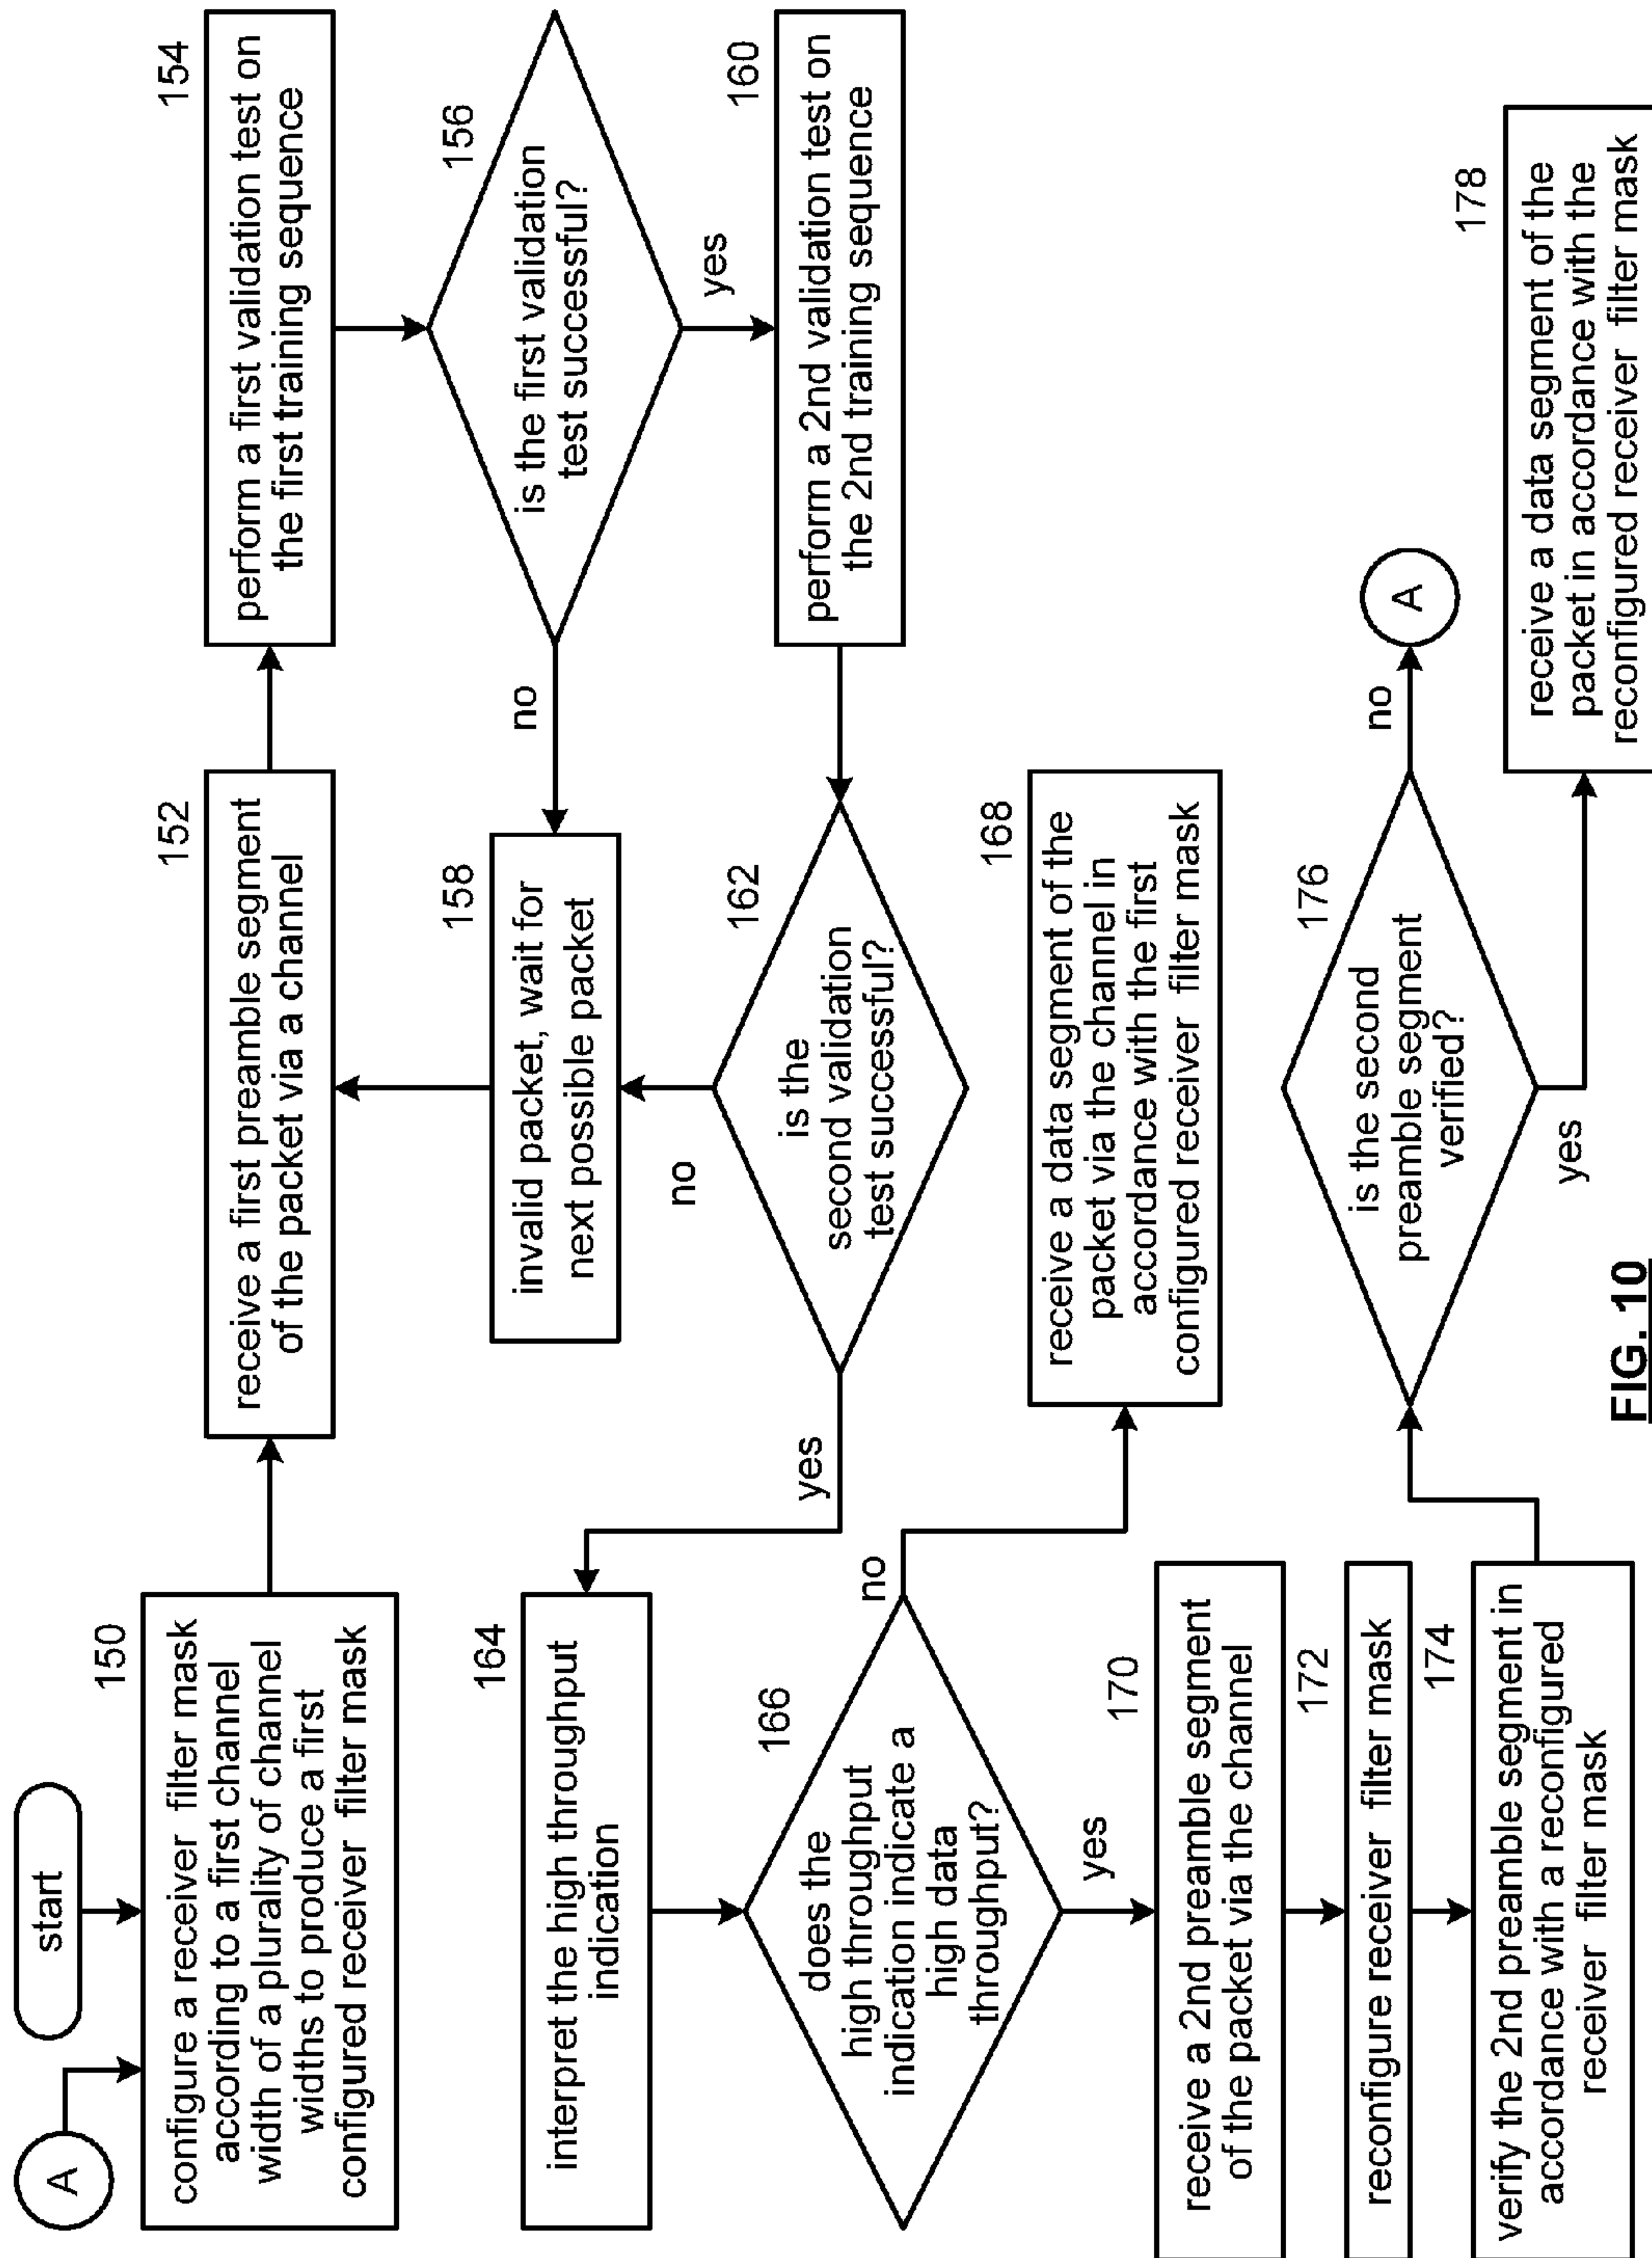 A
start
150
configure a receiver filter mask
according to a first channel
width of a plurality of channel
widths to produce a first
configured receiver filter mask
152
receive a first preamble segment
of the packet via a channel
154
perform a first validation test on
the first training sequence
156
is the first validation
test successful?
no
yes
158
invalid packet, wait for
next possible packet
160
perform a 2nd validation test on
the 2nd training sequence
162
is the
second validation
test successful?
no
yes
164
interpret the high throughput
indication
166
does the
high throughput
indication indicate a
high data
throughput?
no
yes
168
receive a data segment of the
packet via the channel in
accordance with the first
configured receiver filter mask
170
receive a 2nd preamble segment
of the packet via the channel
172
reconfigure receiver filter mask
174
verify the 2nd preamble segment in
accordance with a reconfigured
receiver filter mask
176
is the second
preamble segment
verified?
no
A
yes
178
receive a data segment of the
packet in accordance with the
reconfigured receiver filter mask
FIG. 10